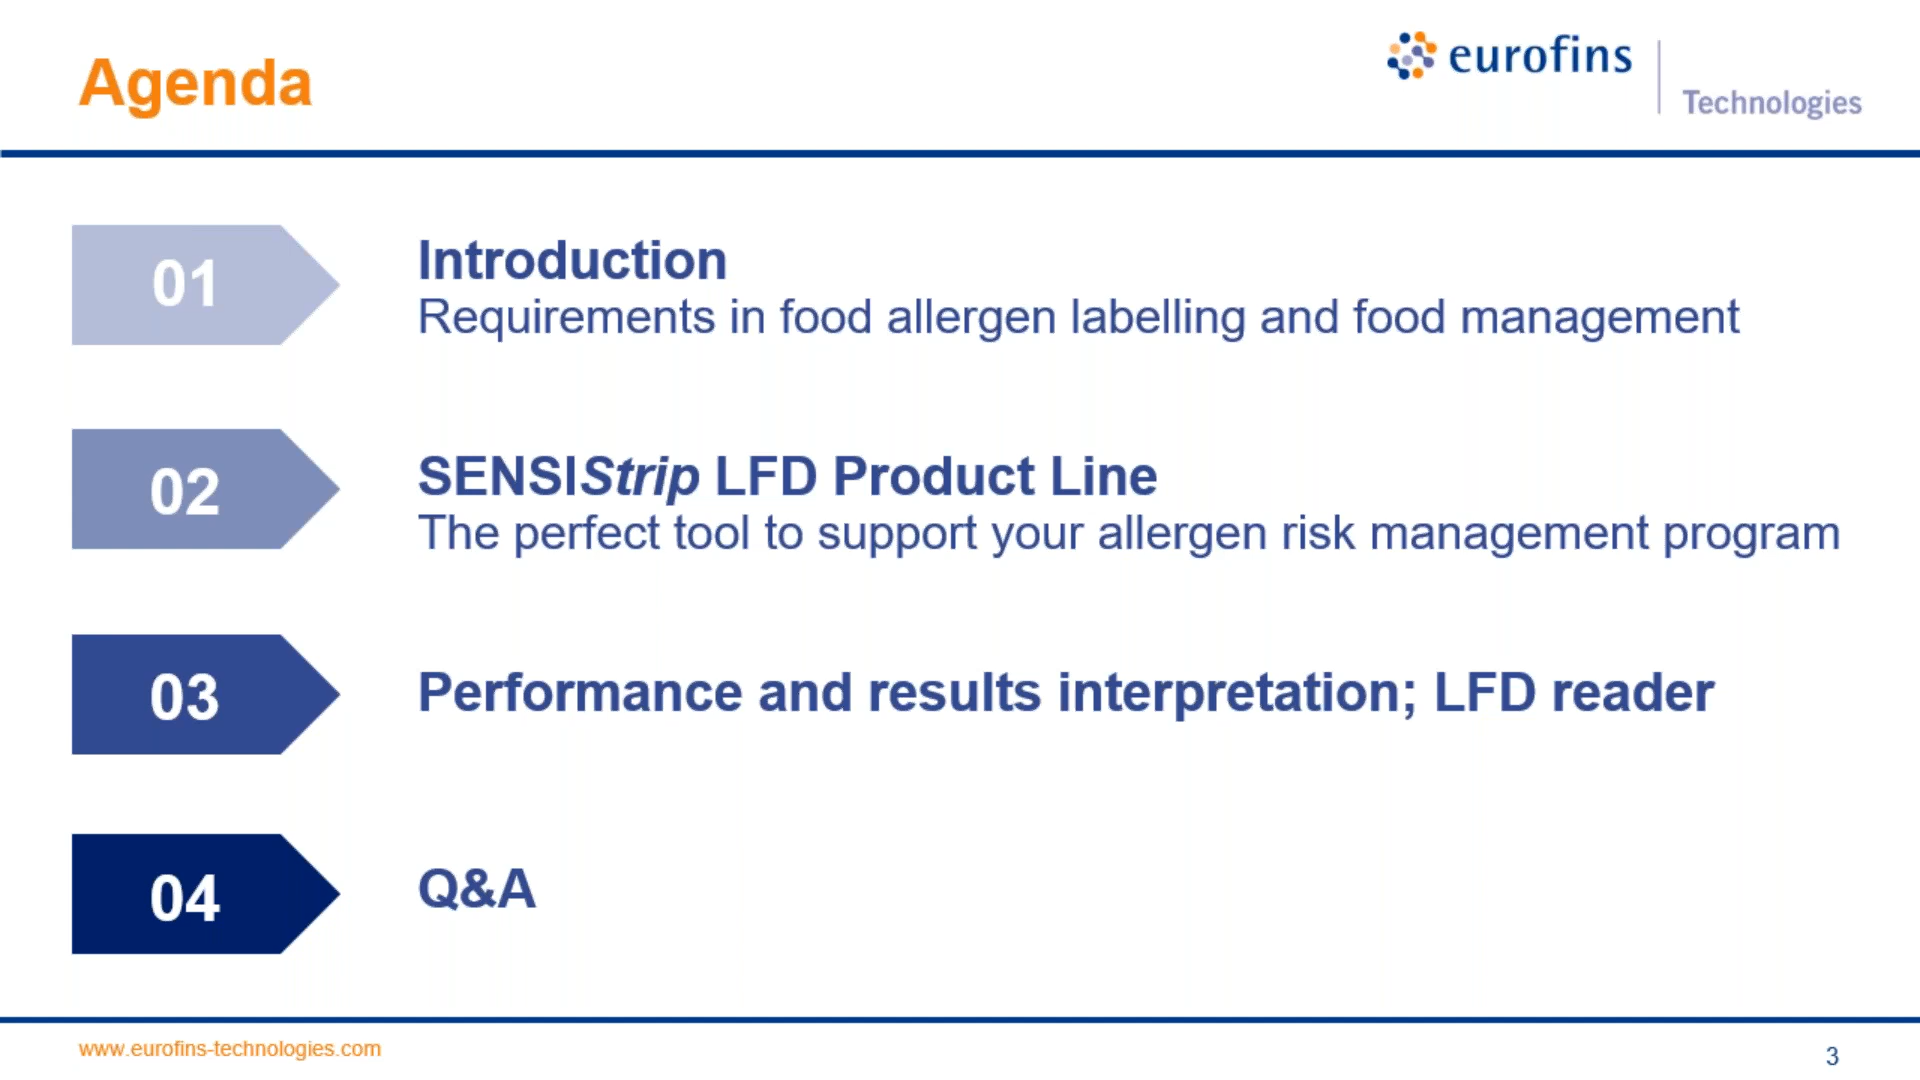 Agenda
eurofins
Technologies
01
Introduction
Requirements in food allergen labelling and food management
02
SENSIStrip LFD Product Line
The perfect tool to support your allergen risk management program
03
Performance and results interpretation; LFD reader
04
Q&A
www.eurofins-technologies.com
3